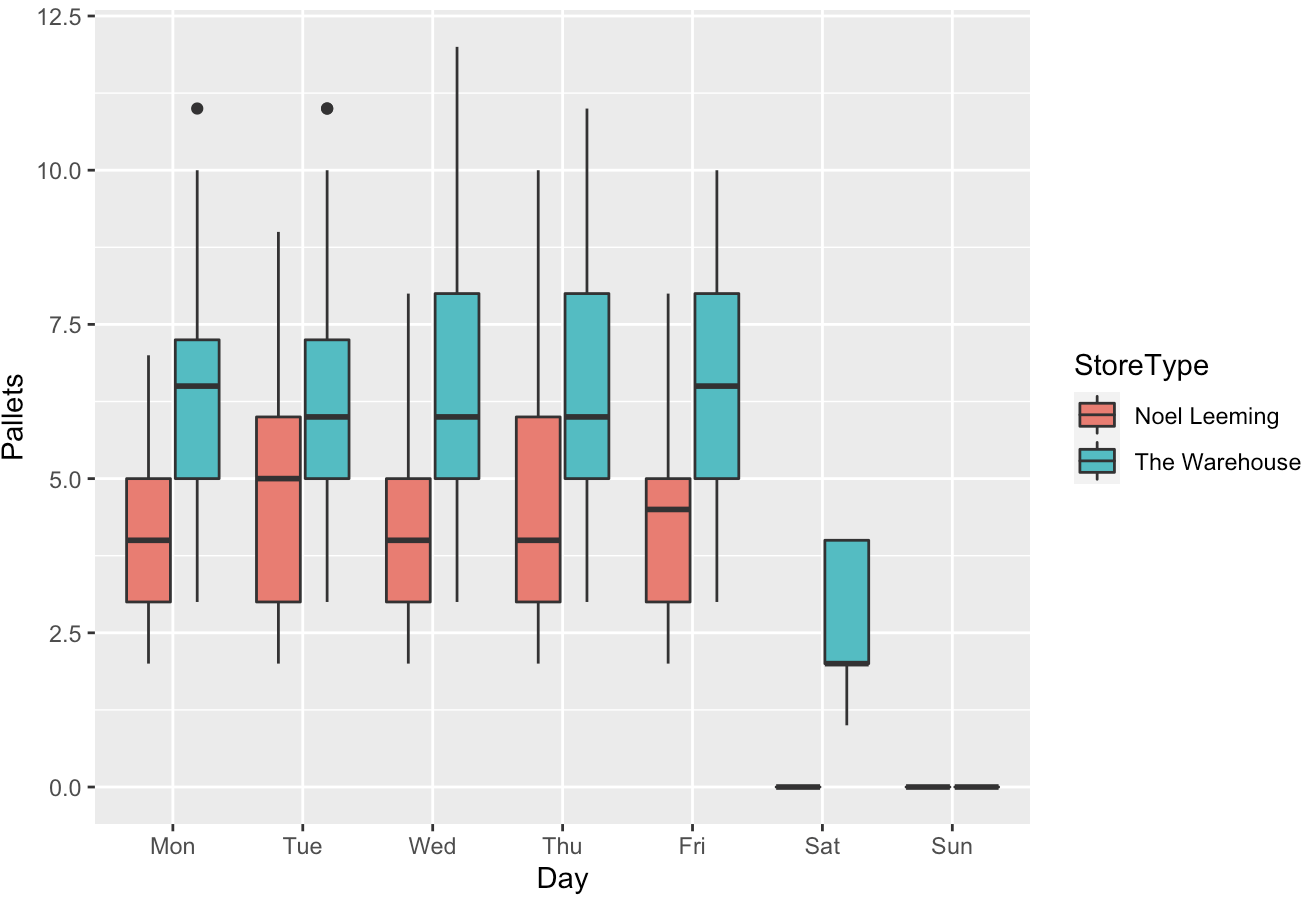 12.5
10.0
7.5
5.0
2.5
0.0
Pallets
Mon Tue Wed Thu Fri Sat Sun
Day
StoreType
Noel Leeming
The Warehouse